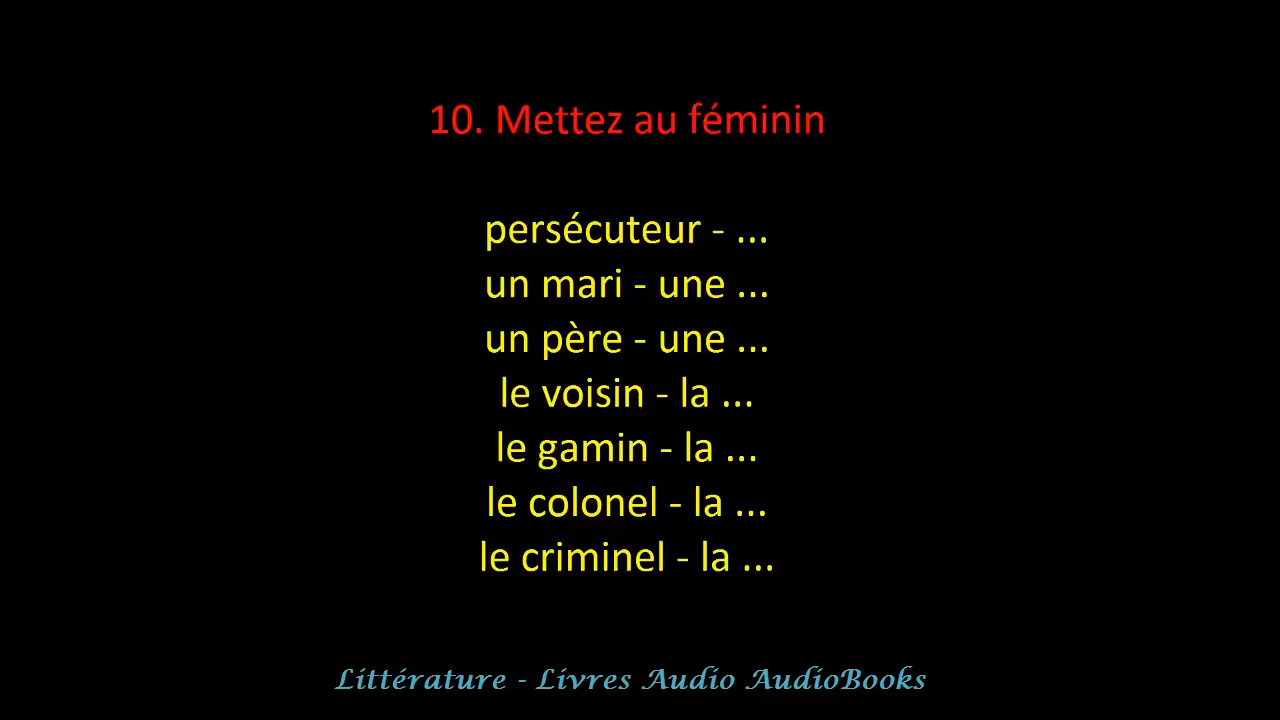 10. Mettez au féminin
persécuteur - ...
un mari - une ...
un père - une ...
le voisin - la ...
le gamin - la ...
le colonel - la ...
le criminel - la ...
Littérature - Livres Audio AudioBooks